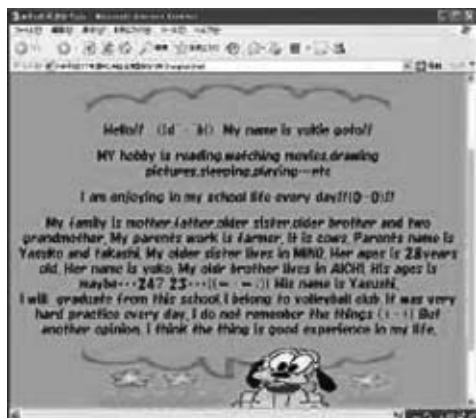 Hello!! My name is yukie goto!!
MY hobby is reading,watching movies,drawing
pictures,sleeping,playing…etc
I am enjoying in my school life every day!!(0-0)!!
My family is mother,father,older sister,older brother and two
grandmother. My parents work is farmer. It is cows. Parents name is
Yasuko and takashi. My older sister lives in MINO. Her ages is 28years
old. Her name is yuko. My oldr brother lives in AICHI. His ages is
maybe…24? 23… His name is Yasushi.
I will graduate from this school. I belong to volleyball club. It was very
hard practice every day. I do not remember the things But
another opinion. I think the thing is good experience in my life.